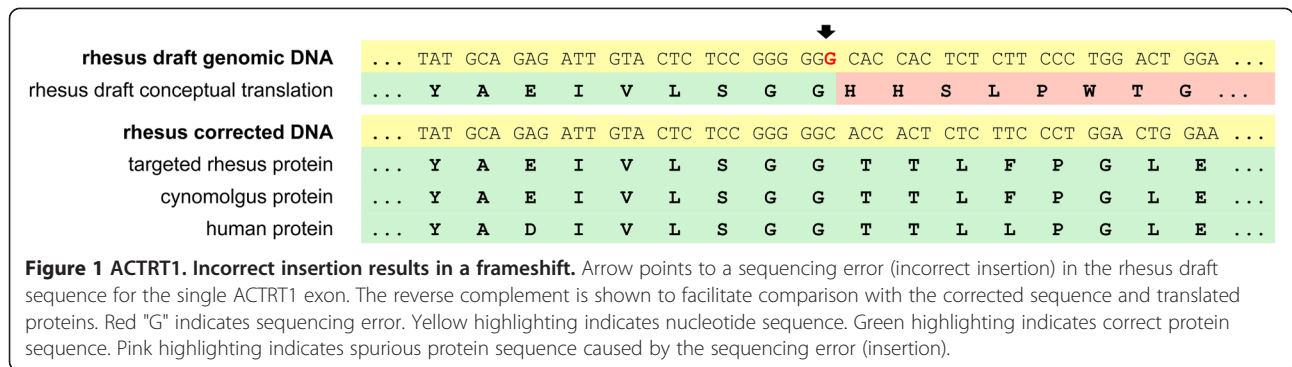 rhesus draft genomic DNA ... TAT GCA GAG ATT GTA CTC TCC GGG GGG CAC CAC TCT CTT CCC TGG ACT GGA ...
rhesus draft conceptual translation ... Y A E I V L S G G H H S L P W T G ...
rhesus corrected DNA ... TAT GCA GAG ATT GTA CTC TCC GGG GGC ACC ACT CTC TTC CCT GGA CTG GAA ...
targeted rhesus protein ... Y A E I V L S G G T T L F P G L E ...
cynomolgus protein ... Y A E I V L S G G T T L F P G L E ...
human protein ... Y A D I V L S G G T T L L P G L E ...
Figure 1 ACTRT1. Incorrect insertion results in a frameshift. Arrow points to a sequencing error (incorrect insertion) in the rhesus draft
sequence for the single ACTRT1 exon. The reverse complement is shown to facilitate comparison with the corrected sequence and translated
proteins. Red "G" indicates sequencing error. Yellow highlighting indicates nucleotide sequence. Green highlighting indicates correct protein
sequence. Pink highlighting indicates spurious protein sequence caused by the sequencing error (insertion).